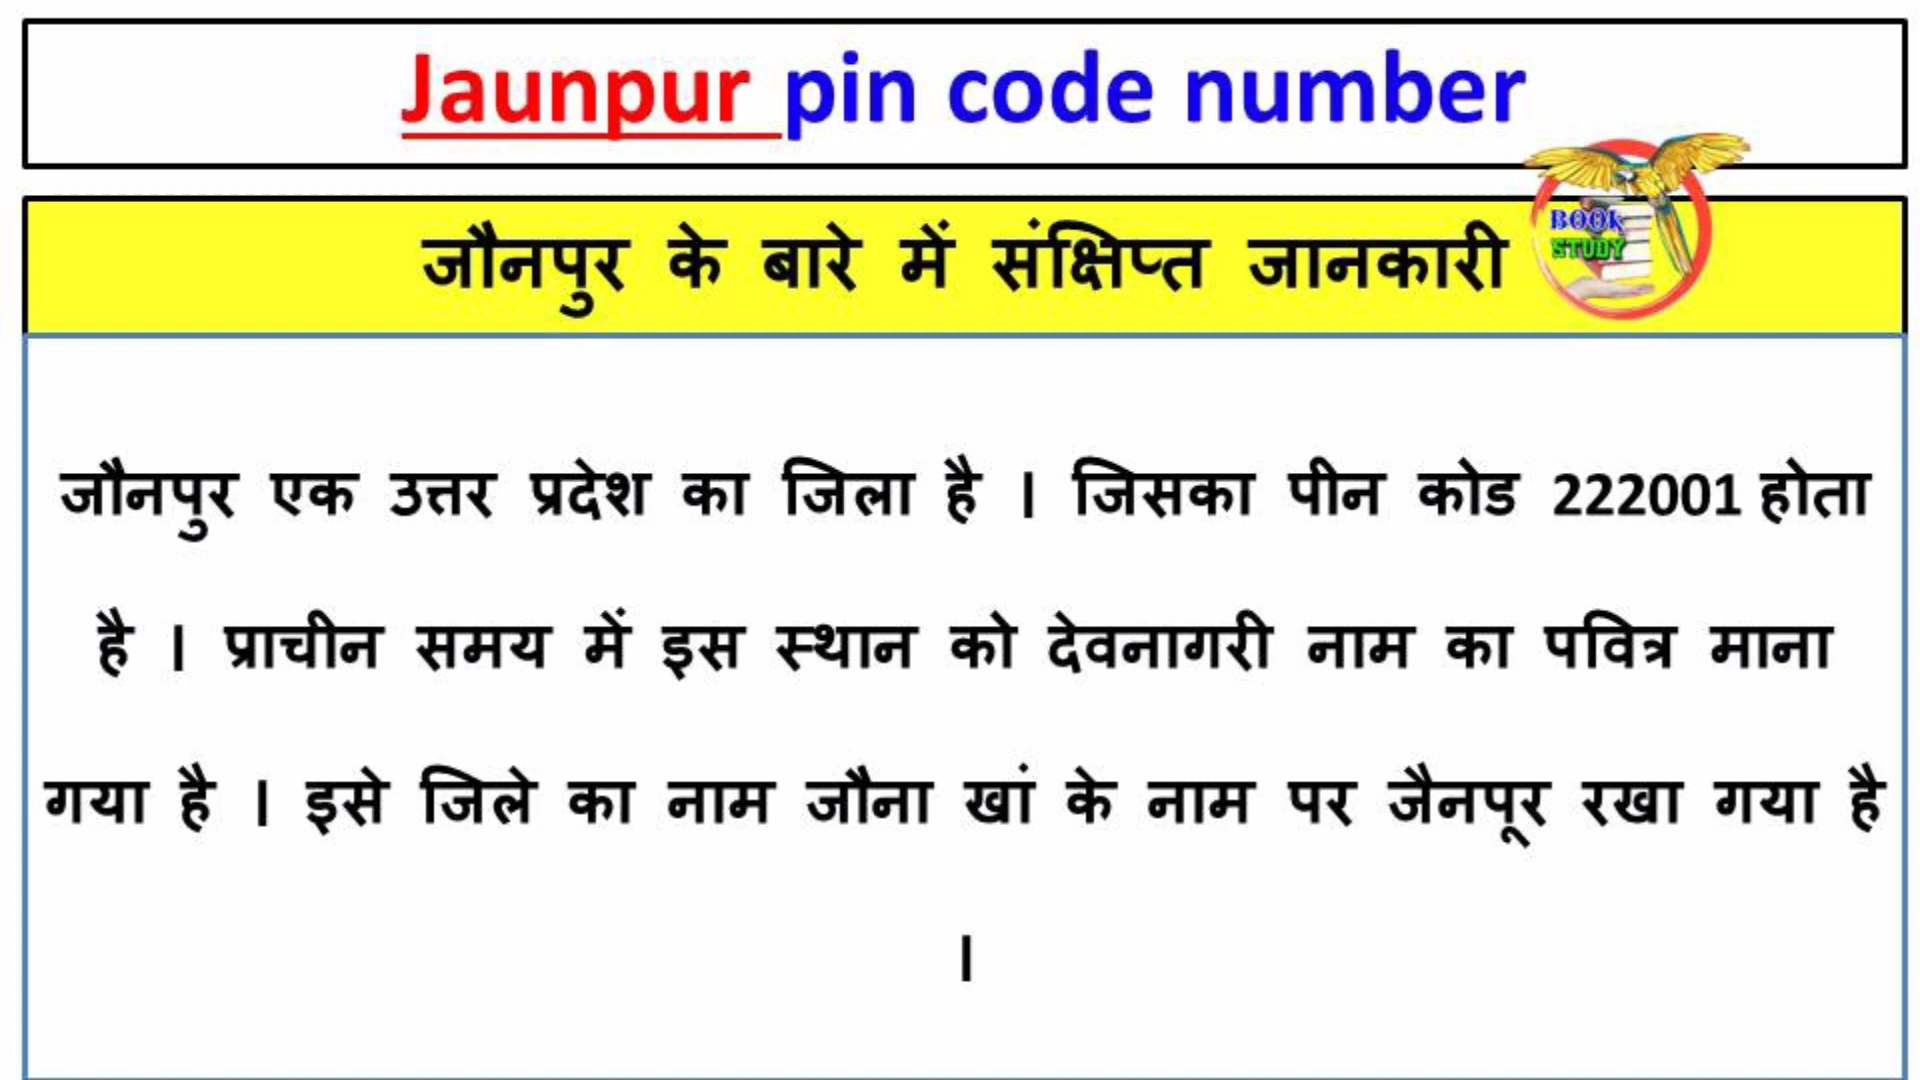 Jaunpur pin code number
जौनपुर के बारे में संक्षिप्त जानकारी
BOOK
STUDY
जौनपुर एक उत्तर प्रदेश का जिला है । जिसका पीन कोड 222001 होता
है । प्राचीन समय में इस स्थान को देवनागरी नाम का पवित्र माना
गया है । इसे जिले का नाम जौना खां के नाम पर जैनपूर रखा गया है
।